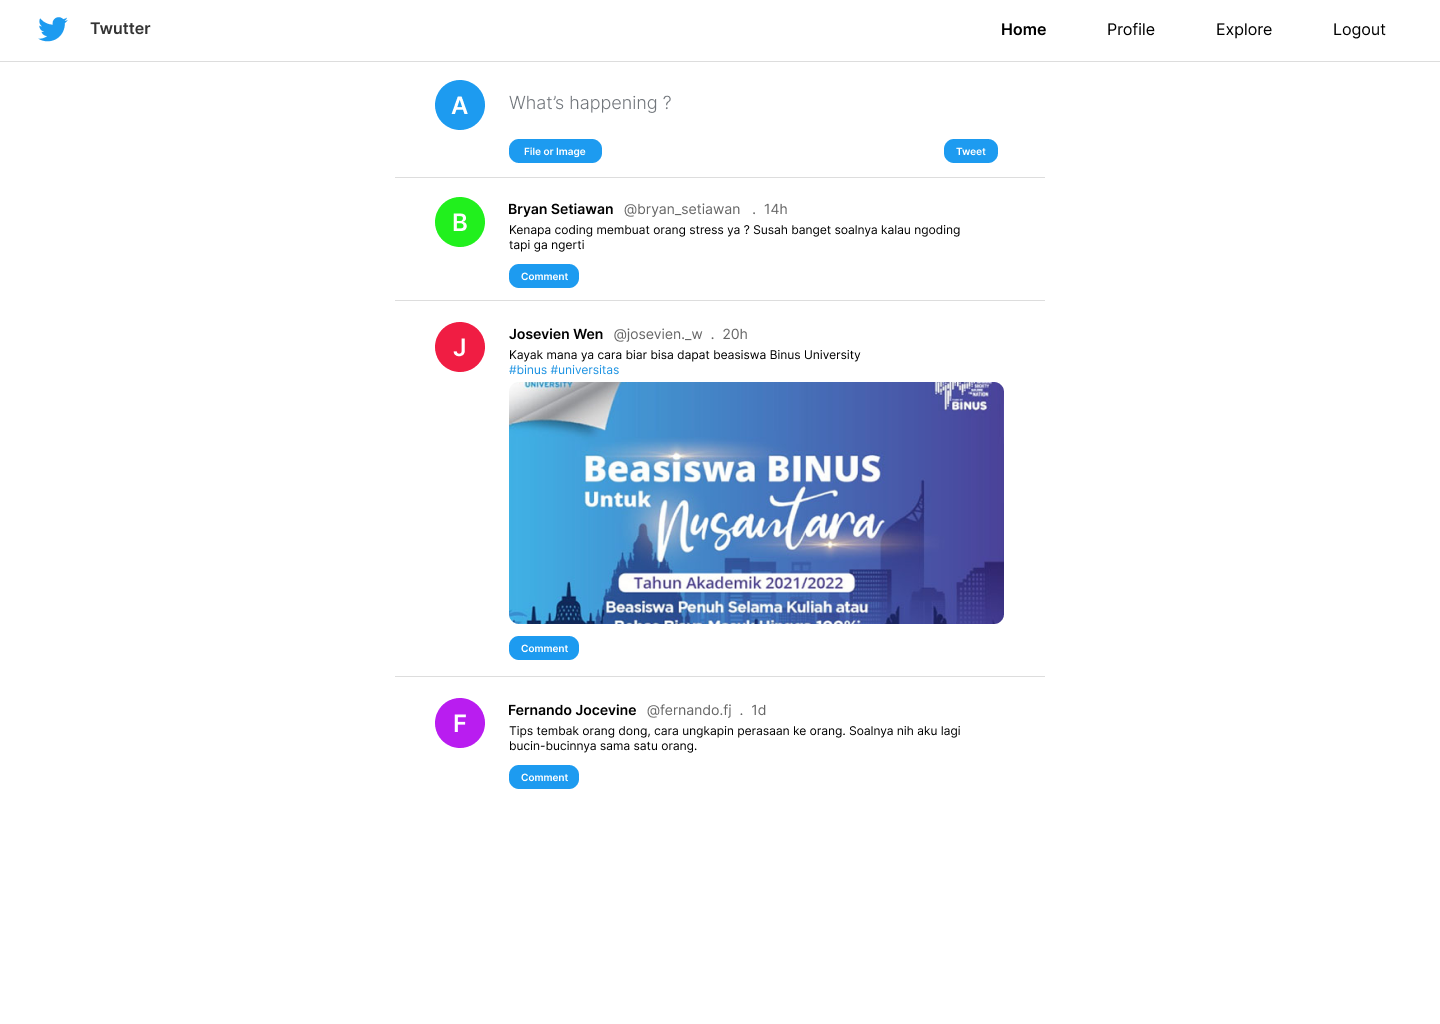 Twutter
Home Profile Explore Logout
A
What’s happening ?
File or Image
Tweet
B
Bryan Setiawan @bryan_setiawan . 14h
Kenapa coding membuat orang stress ya ? Susah banget soalnya kalau ngoding
tapi ga ngerti
Comment
J
Josevien Wen @josevien._w . 20h
Kayak mana ya cara biar bisa dapat beasiswa Binus University
#binus #universitas
UNIVERSITY
BINUS
Beasiswa BINUS
Untuk
Nusantara
Tahun Akademik 2021/2022
Beasiswa Penuh Selama Kuliah atau
Comment
F
Fernando Jocevine @fernando.fj . 1d
Tips tembak orang dong, cara ungkapin perasaan ke orang. Soalnya nih aku lagi
bucin-bucinnya sama satu orang.
Comment